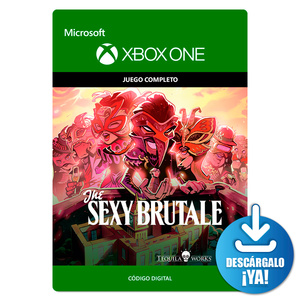 Microsoft
XBOX ONE
JUEGO COMPLETO
The
SEXY BRUTALE
TEQUILA WORKS
CÓDIGO DIGITAL
DESCÁRGALO
¡YA!